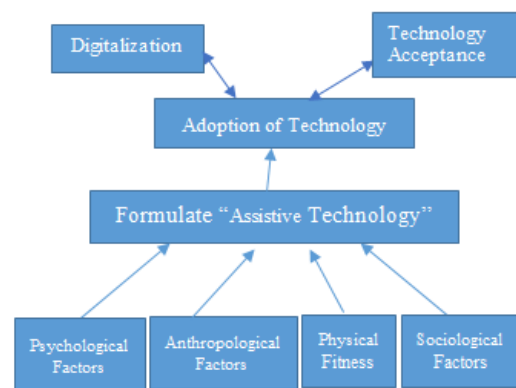 Digitalization
Technology
Acceptance
Adoption of Technology
Formulate “Assistive Technology”
Psychological
Factors
Anthropological
Factors
Physical
Fitness
Sociological
Factors